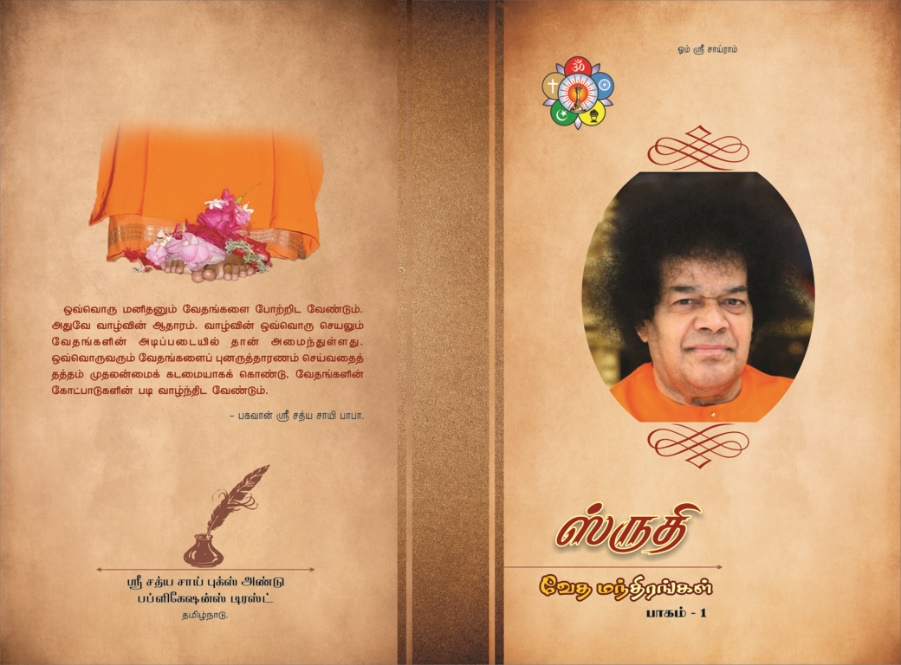 ஒவ்வொரு மனிதனும் வேதங்களை போற்றிட வேண்டும்.
அதுவே வாழ்வின் ஆதாரம். வாழ்வின் ஒவ்வொரு செயலும்
வேதங்களின் அடிப்படையில் தான் அமைந்துள்ளது.
ஒவ்வொருவரும் வேதங்களைப் புனருத்தாரணம் செய்வதைத்
தத்தம் முதலன்மைக் கடமையாகக் கொண்டு. வேதங்களின்
கோட்பாடுகளின் படி வாழ்ந்திட வேண்டும்.
– பகவான் ஸ்ரீ சத்ய சாயி பாபா.
ஸ்ரீ சத்ய சாய் புக்ஸ் அண்டு
பப்ளிகேஷன்ஸ் டிரஸ்ட்
தமிழ்நாடு.
ஓம் ஸ்ரீ சாய்ராம்
ॐ
ஸ்ருதி
வேத மந்திரங்கள்
பாகம் - 1